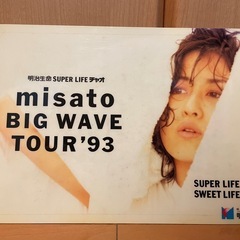 明治生命 SUPER LIFE チャオ
misato
BIG WAVE
TOUR'93
SUPER LIFE
SWEET LIFE